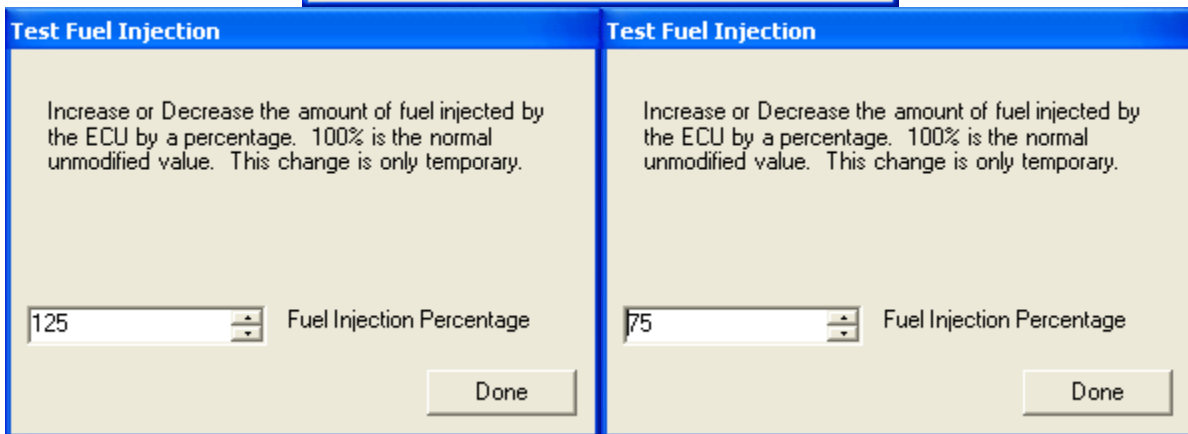 Test Fuel Injection
Increase or Decrease the amount of fuel injected by
the ECU by a percentage.  100% is the normal
unmodified value.  This change is only temporary.
125
Fuel Injection Percentage
Done
Test Fuel Injection
Increase or Decrease the amount of fuel injected by
the ECU by a percentage.  100% is the normal
unmodified value.  This change is only temporary.
75
Fuel Injection Percentage
Done